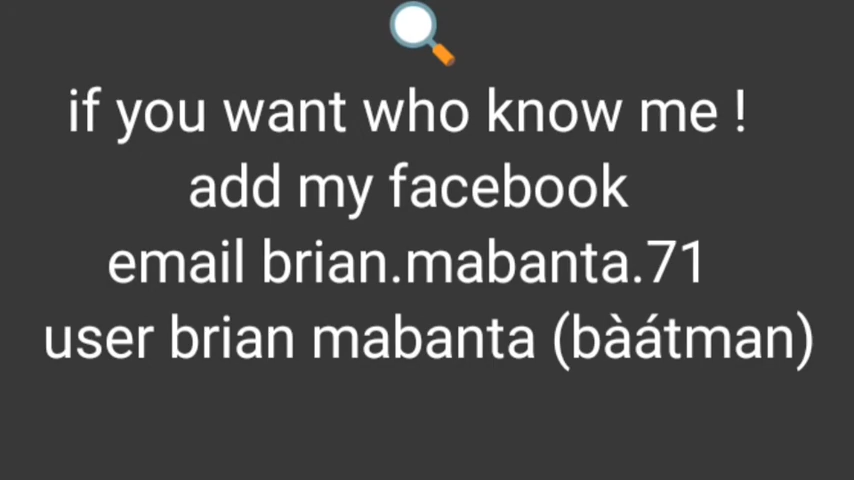 if you want who know me !
add my facebook
email brian.mabanta.71
user brian mabanta (bàátman)